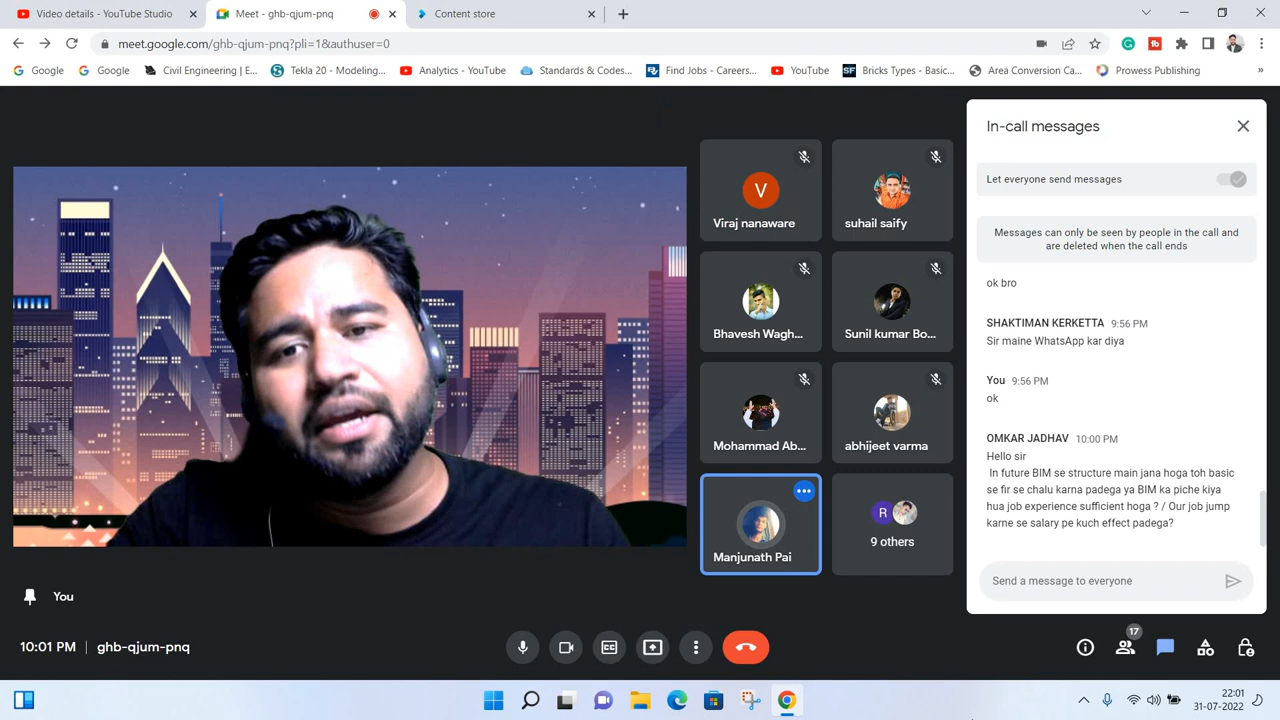 Video details - YouTube Studio
Meet - ghb-qjum-pnq
Content store
meet.google.com/ghb-qjum-pnq?pli=1&authuser=0
Google
Google
Civil Engineering | E...
Tekla 20 - Modeling...
Analytics - YouTube
Standards & Codes...
Find Jobs - Careers...
YouTube
SF
Bricks Types - Basic...
Area Conversion Ca...
Prowess Publishing
»
In-call messages
Let everyone send messages
Messages can only be seen by people in the call and
are deleted when the call ends
ok bro
SHAKTIMAN KERKETTA 9:56 PM
Sir maine WhatsApp kar diya
You 9:56 PM
ok
OMKAR JADHAV 10:00 PM
Hello sir
In future BIM se structure main jana hoga toh basic
se fir se chalu karna padega ya BIM ka piche kiya
hua job experience sufficient hoga ? / Our job jump
karne se salary pe kuch effect padega?
Send a message to everyone
V
Viraj nanaware
suhail saify
Bhavesh Wagh...
Sunil kumar Bo...
Mohammad Ab...
abhijeet varma
Manjunath Pai
R
9 others
You
10:01 PM | ghb-qjum-pnq
CC
17
22:01
31-07-2022